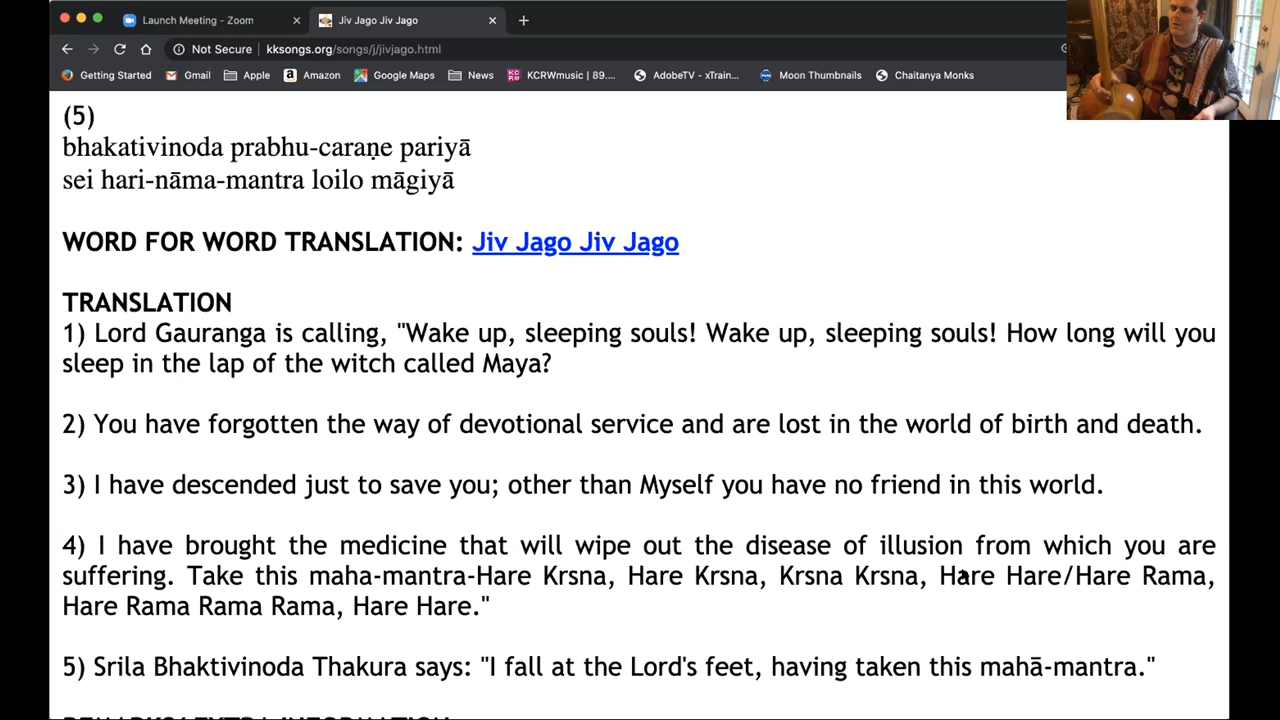 Launch Meeting - Zoom
Jiv Jago Jiv Jago
Not Secure | kksongs.org/songs/j/jivjago.html
Getting Started Gmail Apple Amazon Google Maps News KCRWmusic | 89.... AdobeTV - xTrain... Moon Thumbnails Chaitanya Monks
(5)
bhakativinoda prabhu-caraṇe pariyā
sei hari-nāma-mantra loilo māgiyā
WORD FOR WORD TRANSLATION: Jiv Jago Jiv Jago
TRANSLATION
1) Lord Gauranga is calling, "Wake up, sleeping souls! Wake up, sleeping souls! How long will you
sleep in the lap of the witch called Maya?
2) You have forgotten the way of devotional service and are lost in the world of birth and death.
3) I have descended just to save you; other than Myself you have no friend in this world.
4) I have brought the medicine that will wipe out the disease of illusion from which you are
suffering. Take this maha-mantra-Hare Krsna, Hare Krsna, Krsna Krsna, Hare Hare/Hare Rama,
Hare Rama Rama Rama, Hare Hare."
5) Srila Bhaktivinoda Thakura says: "I fall at the Lord's feet, having taken this mahā-mantra."
REMARKS/ EXTRA INFORMATION